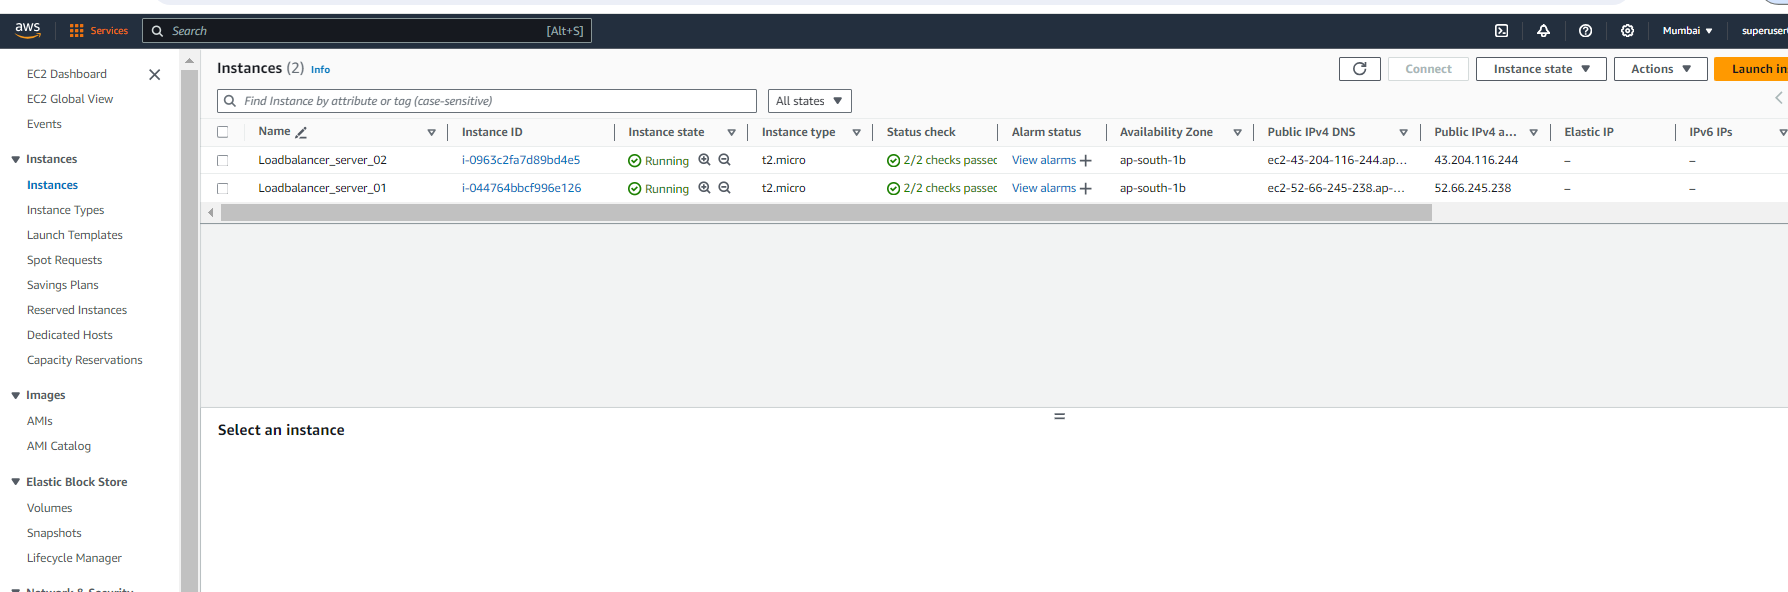 aws Services Search [Alt+S] Mumbai superuser
EC2 Dashboard
EC2 Global View
Events
Instances
Instances
Instance Types
Launch Templates
Spot Requests
Savings Plans
Reserved Instances
Dedicated Hosts
Capacity Reservations
Images
AMIs
AMI Catalog
Elastic Block Store
Volumes
Snapshots
Lifecycle Manager
Network & Security
Instances (2) Info Connect Instance state Actions Launch in
Find Instance by attribute or tag (case-sensitive) All states
Name Instance ID Instance state Instance type Status check Alarm status Availability Zone Public IPv4 DNS Public IPv4 a... Elastic IP IPv6 IPs
Loadbalancer_server_02 i-0963c2fa7d89bd4e5 Running t2.micro 2/2 checks passed View alarms + ap-south-1b ec2-43-204-116-244.ap... 43.204.116.244 – –
Loadbalancer_server_01 i-044764bbcf996e126 Running t2.micro 2/2 checks passed View alarms + ap-south-1b ec2-52-66-245-238.ap-... 52.66.245.238 – –
Select an instance